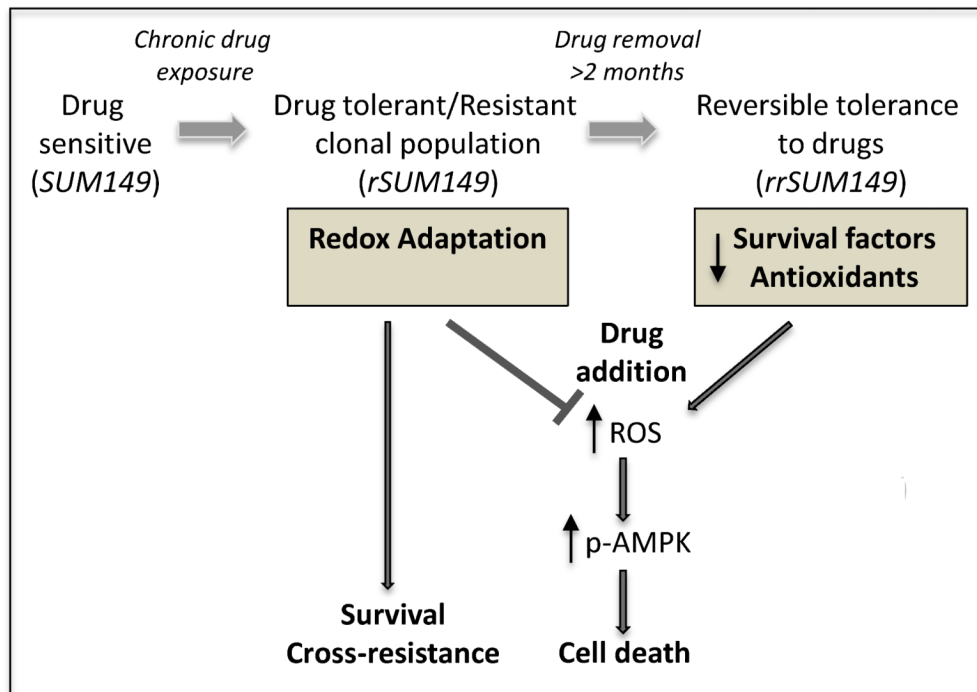 Chronic drug
exposure
Drug removal
>2 months
Drug
sensitive
(SUM149)
Drug tolerant/Resistant
clonal population
(rSUM149)
Reversible tolerance
to drugs
(rrSUM149)
Redox Adaptation
Survival factors
Antioxidants
Drug
addition
ROS
p-AMPK
Survival
Cross-resistance
Cell death